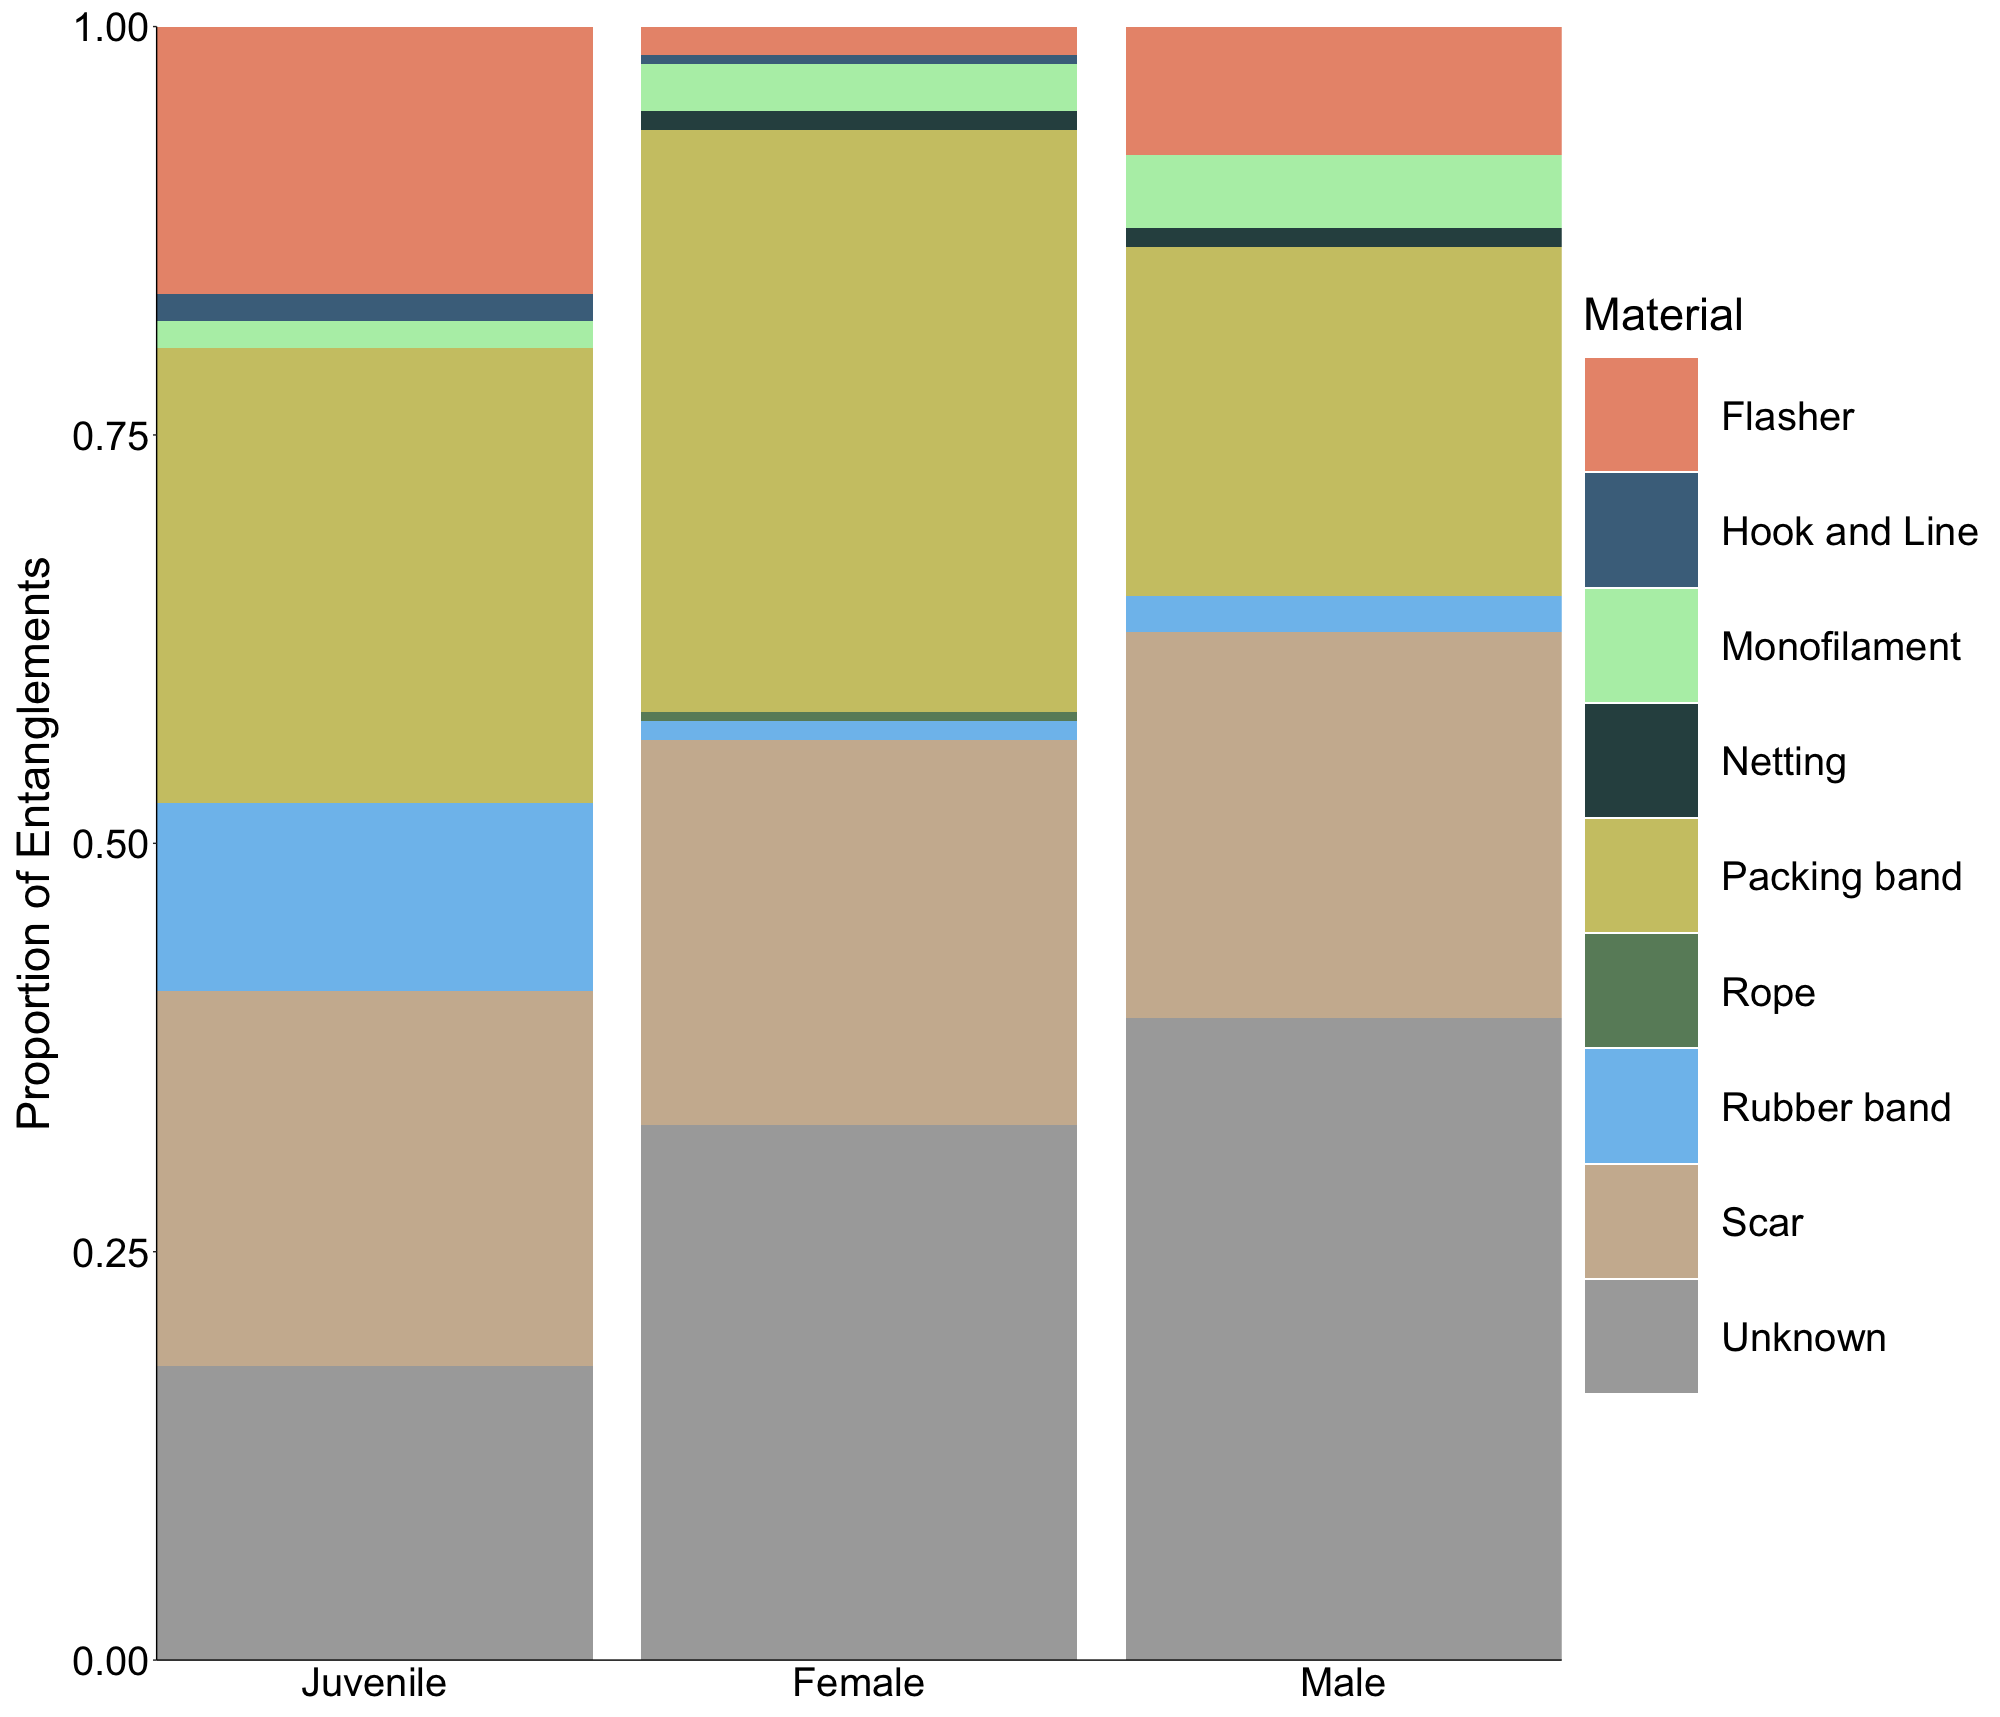 Proportion of Entanglements
1.00
0.75
0.50
0.25
0.00
Juvenile
Female
Male
Material
Flasher
Hook and Line
Monofilament
Netting
Packing band
Rope
Rubber band
Scar
Unknown